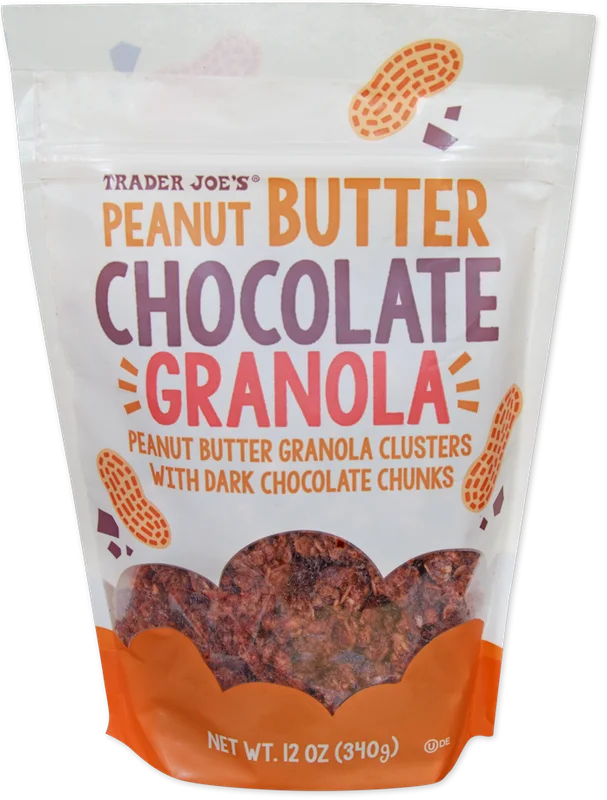 TRADER JOE'S®
PEANUT BUTTER
CHOCOLATE
GRANOLA
PEANUT BUTTER GRANOLA CLUSTERS
WITH DARK CHOCOLATE CHUNKS
NET WT. 12 OZ (340g)
U DE